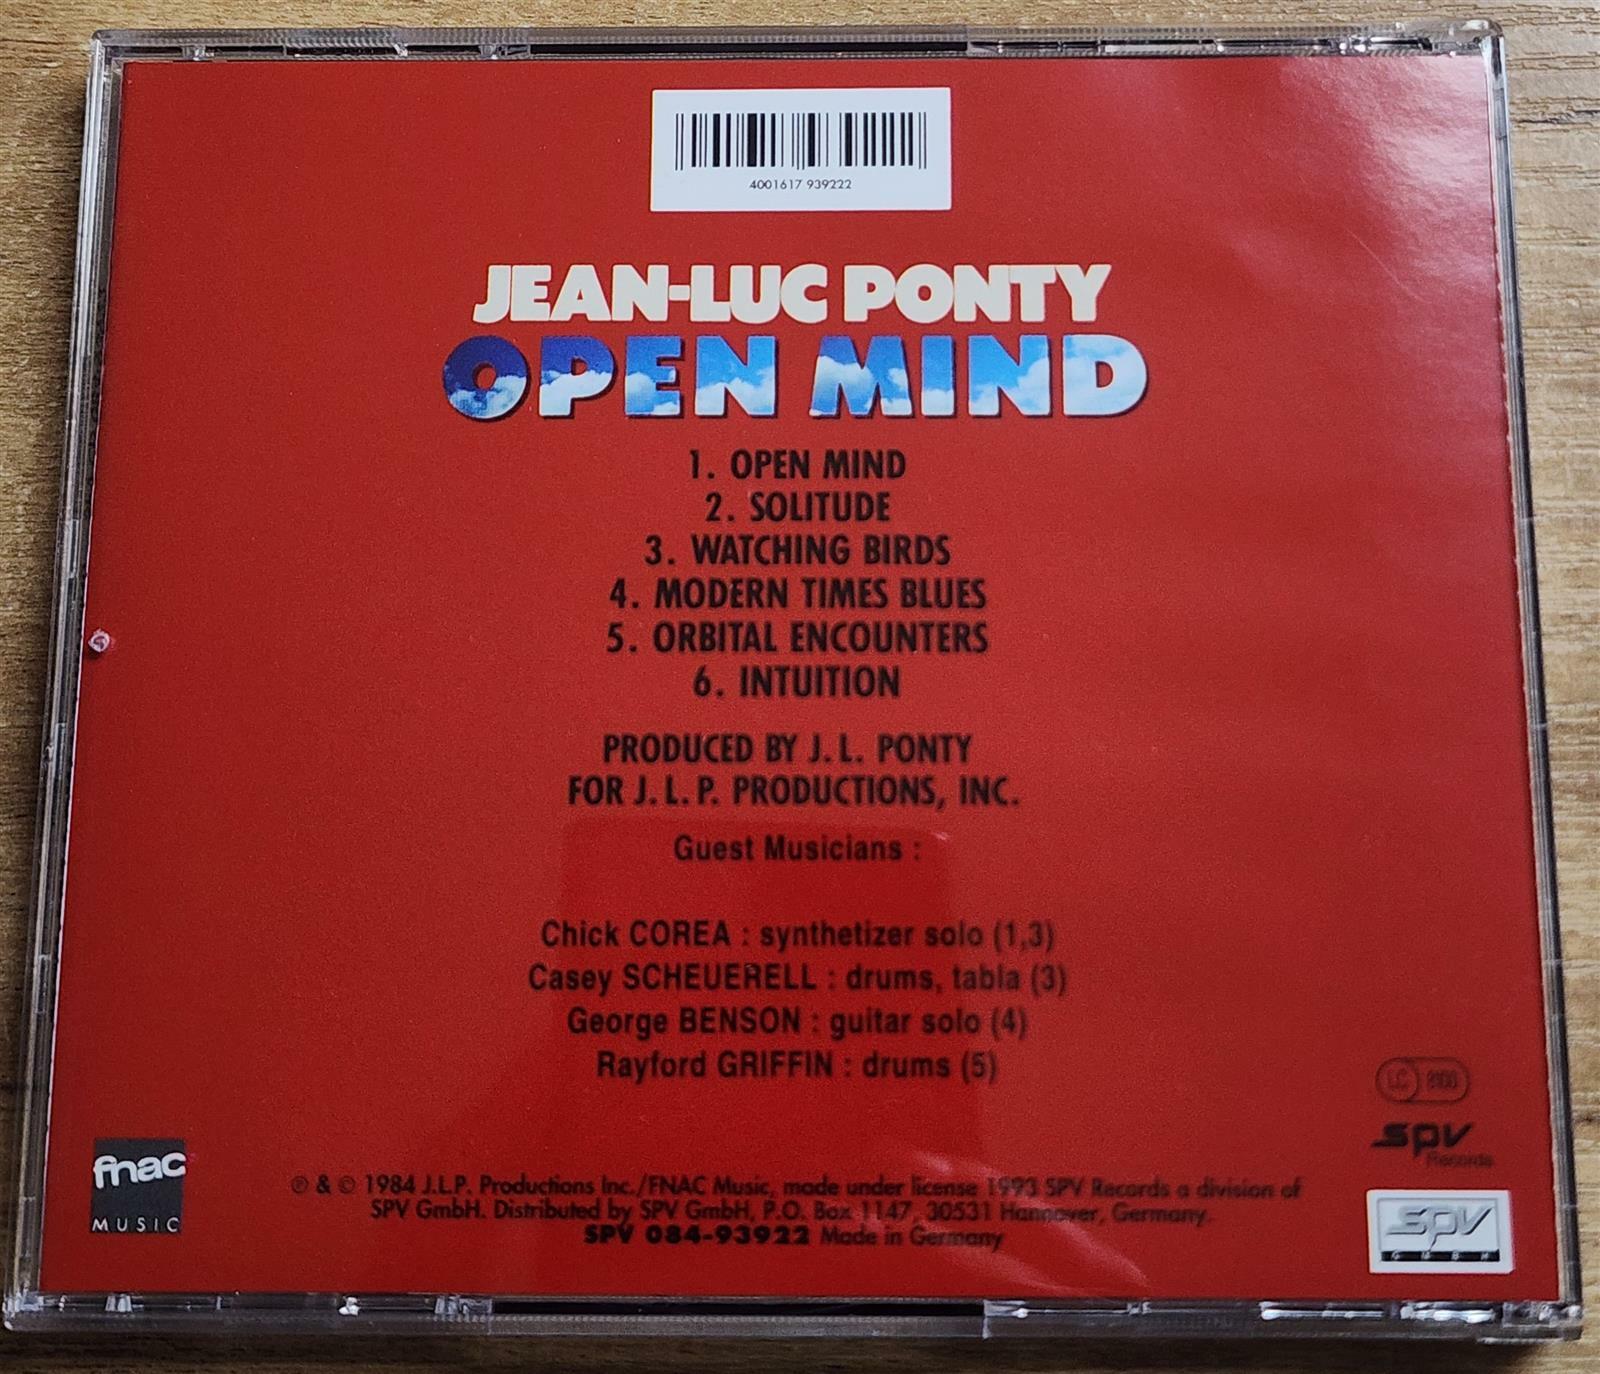 4001617 939222
JEAN-LUC PONTY
OPEN MIND
1. OPEN MIND
2. SOLITUDE
3. WATCHING BIRDS
4. MODERN TIMES BLUES
5. ORBITAL ENCOUNTERS
6. INTUITION
PRODUCED BY J. L. PONTY
FOR J. L. P. PRODUCTIONS, INC.
Guest Musicians :
Chick COREA : synthetizer solo (1,3)
Casey SCHEUERELL : drums, tabla (3)
George BENSON : guitar solo (4)
Rayford GRIFFIN : drums (5)
LC
spv
Records
fnac
MUSIC
℗ & © 1984 J.L.P. Productions Inc./FNAC Music, made under license 1993 SPV Records a division of
SPV GmbH. Distributed by SPV GmbH, P.O. Box 1147, 30531 Hannover, Germany.
SPV 084-93922 Made in Germany
spv
GMBH